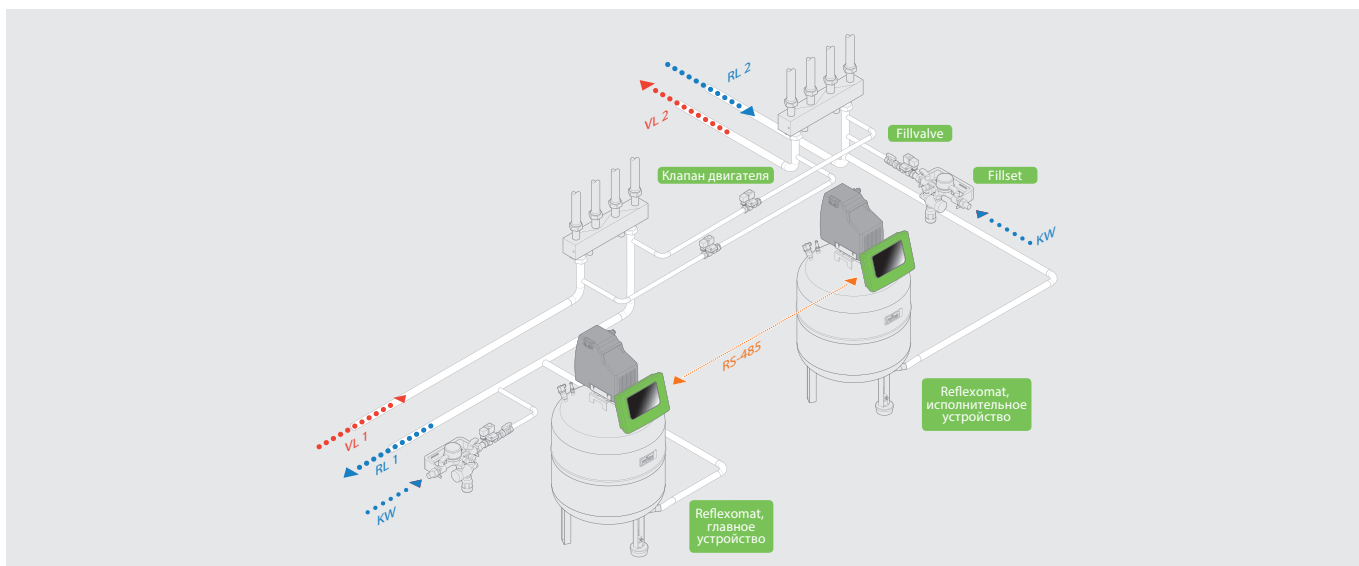 RL 2
VL 2
Fillvalve
Клапан двигателя
Fillset
KW
RS-485
Reflexomat,
исполнительное
устройство
VL 1
RL 1
KW
Reflexomat,
главное
устройство